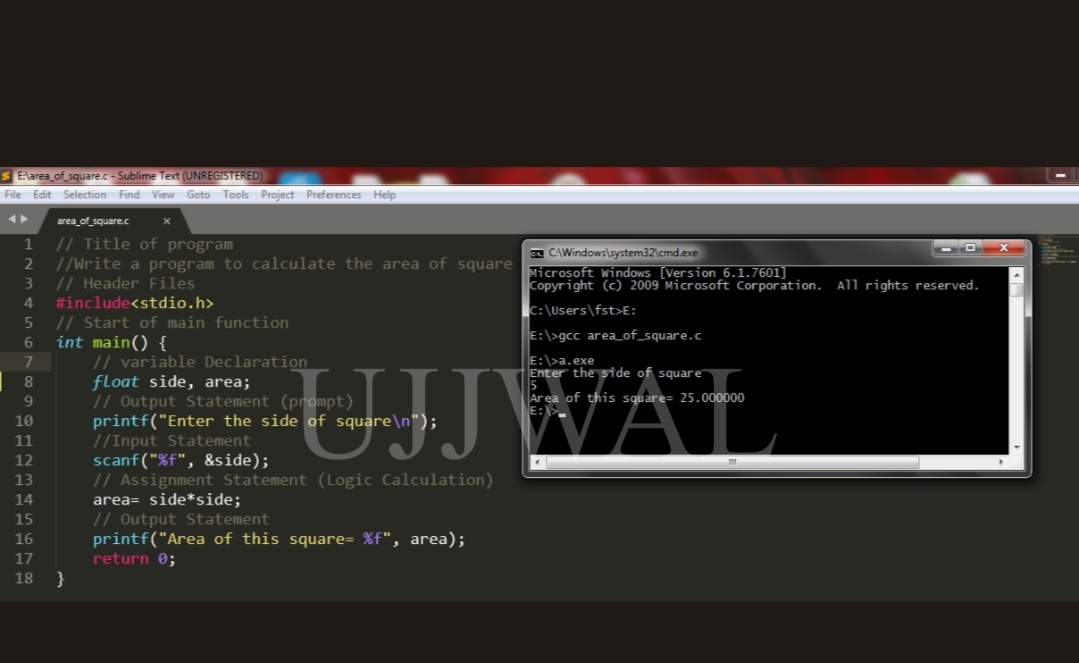 E:\area_of_square.c - Sublime Text (UNREGISTERED)
File Edit Selection Find View Goto Tools Project Preferences Help
area_of_square.c ×
1 // Title of program
2 //Write a program to calculate the area of square
3 // Header Files
4 #include<stdio.h>
5 // Start of main function
6 int main() {
7 // variable Declaration
8 float side, area;
9 // Output Statement (prompt)
10 printf("Enter the side of square\n");
11 //Input Statement
12 scanf("%f", &side);
13 // Assignment Statement (Logic Calculation)
14 area= side*side;
15 // Output Statement
16 printf("Area of this square= %f", area);
17 return 0;
18 }
C:\Windows\system32\cmd.exe
Microsoft Windows [Version 6.1.7601]
Copyright (c) 2009 Microsoft Corporation. All rights reserved.
C:\Users\fst>E:
E:\>gcc area_of_square.c
E:\>a.exe
Enter the side of square
5
Area of this square= 25.000000
E:\>_
UJJWAL